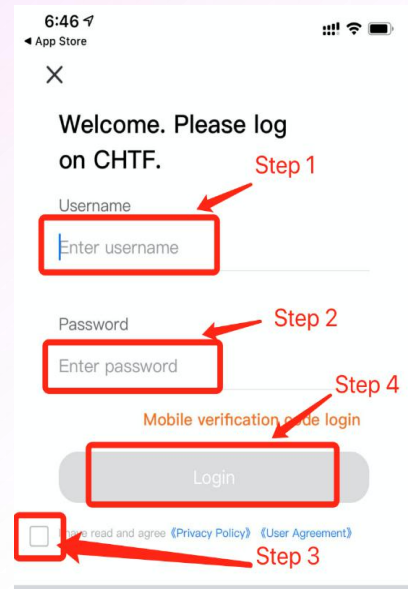 6:46
◀ App Store
Welcome. Please log
on CHTF.
Step 1
Username
Enter username
Password
Step 2
Enter password
Step 4
Mobile verification code login
Login
I have read and agree 《Privacy Policy》 《User Agreement》
Step 3